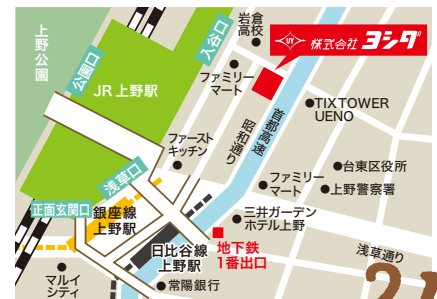 上野公園
公園口
JR上野駅
入谷口
岩倉
高校
UY 株式会社 ヨシダ
ファミリー
マート
首都高速
昭和通り
TIXTOWER
UENO
ファースト
キッチン
浅草口
台東区役所
ファミリー
マート
上野警察署
正面玄関口
銀座線
上野駅
三井ガーデン
ホテル上野
日比谷線
上野駅
地下鉄
1番出口
浅草通り
マルイ
シティ
常陽銀行